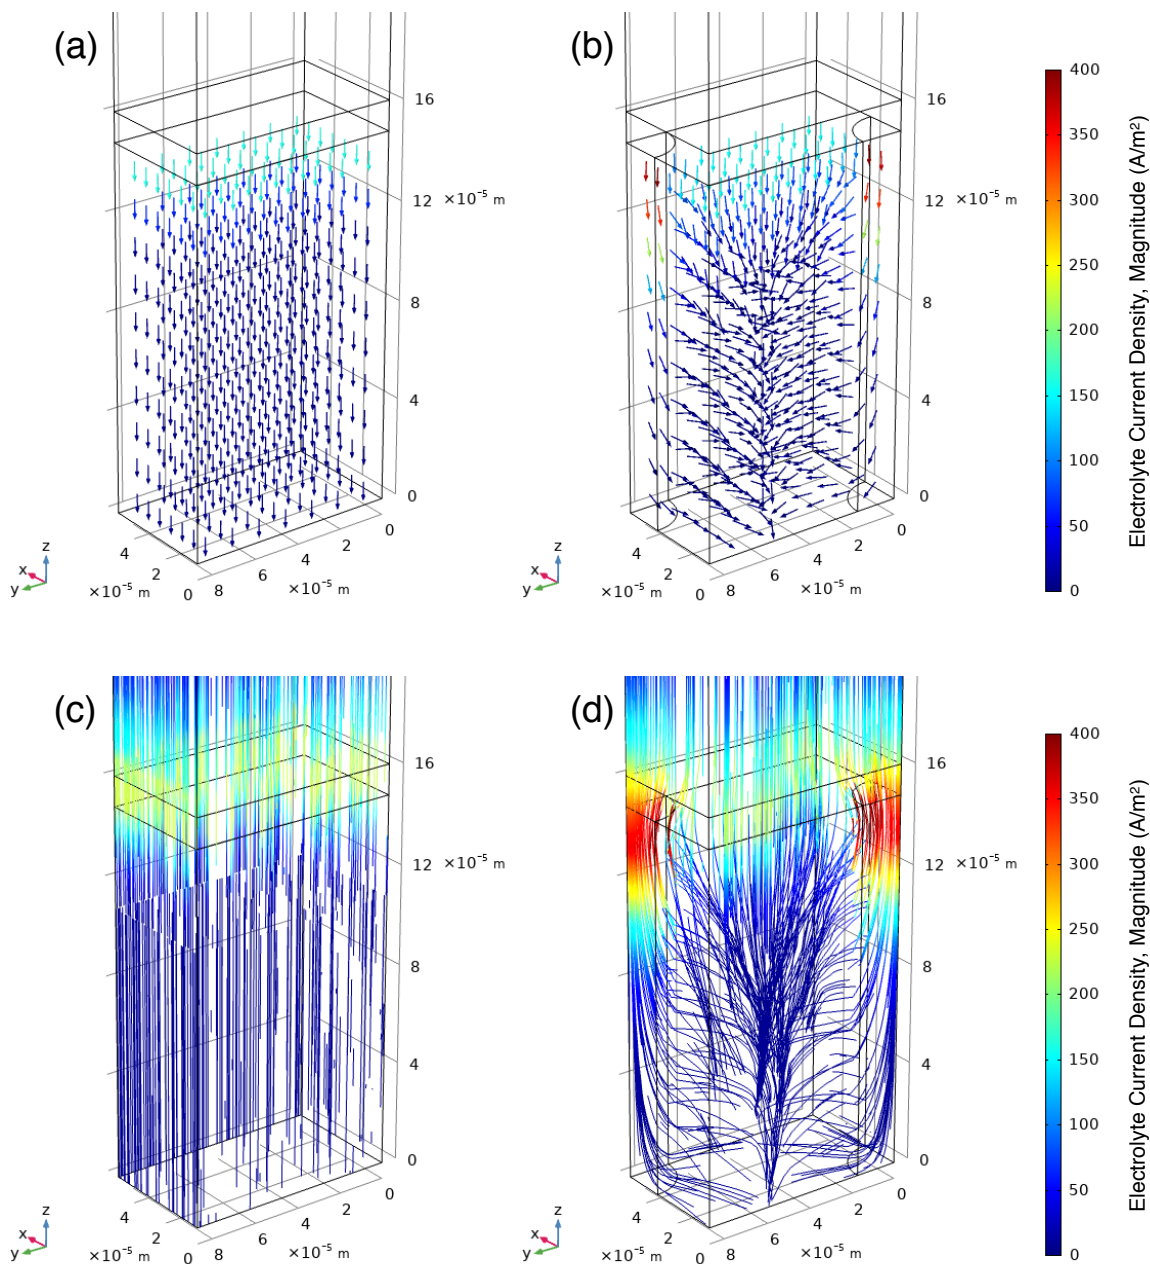 (a)
16
12 ×10⁻⁵ m
8
4
0
4
2
0
×10⁻⁵ m
8
6
4
2
0
×10⁻⁵ m
z
x
y
(b)
16
12 ×10⁻⁵ m
8
4
0
4
2
0
×10⁻⁵ m
8
6
4
2
0
×10⁻⁵ m
z
x
y
400
350
300
250
200
150
100
50
0
Electrolyte Current Density, Magnitude (A/m²)
(c)
16
12 ×10⁻⁵ m
8
4
0
4
2
0
×10⁻⁵ m
8
6
4
2
0
×10⁻⁵ m
z
x
y
(d)
16
12 ×10⁻⁵ m
8
4
0
4
2
0
×10⁻⁵ m
8
6
4
2
0
×10⁻⁵ m
z
x
y
400
350
300
250
200
150
100
50
0
Electrolyte Current Density, Magnitude (A/m²)